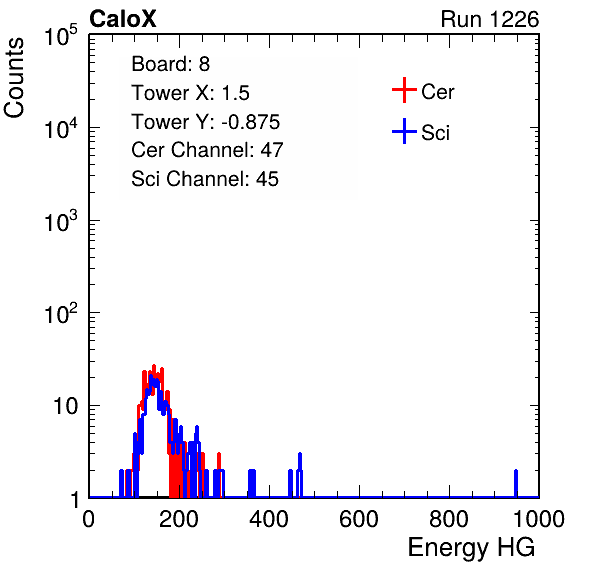 CaloX Run 1226
Counts
Board: 8
Tower X: 1.5
Tower Y: -0.875
Cer Channel: 47
Sci Channel: 45
Cer
Sci
10^5
10^4
10^3
10^2
10
1
0 200 400 600 800 1000
Energy HG